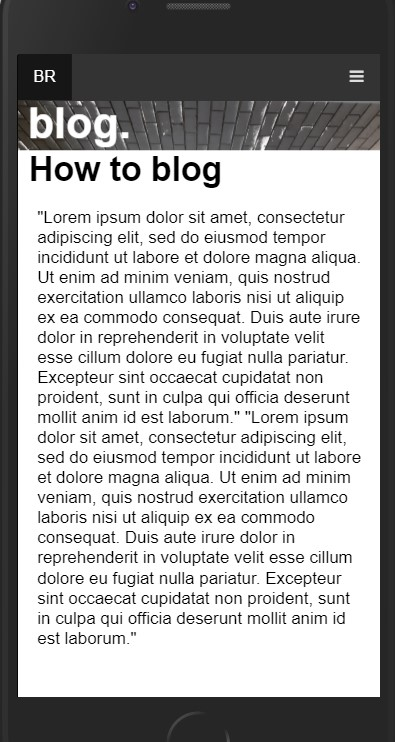 BR
blog.
How to blog
"Lorem ipsum dolor sit amet, consectetur
adipiscing elit, sed do eiusmod tempor
incididunt ut labore et dolore magna aliqua.
Ut enim ad minim veniam, quis nostrud
exercitation ullamco laboris nisi ut aliquip
ex ea commodo consequat. Duis aute irure
dolor in reprehenderit in voluptate velit
esse cillum dolore eu fugiat nulla pariatur.
Excepteur sint occaecat cupidatat non
proident, sunt in culpa qui officia deserunt
mollit anim id est laborum." "Lorem ipsum
dolor sit amet, consectetur adipiscing elit,
sed do eiusmod tempor incididunt ut labore
et dolore magna aliqua. Ut enim ad minim
veniam, quis nostrud exercitation ullamco
laboris nisi ut aliquip ex ea commodo
consequat. Duis aute irure dolor in
reprehenderit in voluptate velit esse cillum
dolore eu fugiat nulla pariatur. Excepteur
sint occaecat cupidatat non proident, sunt
in culpa qui officia deserunt mollit anim id
est laborum."